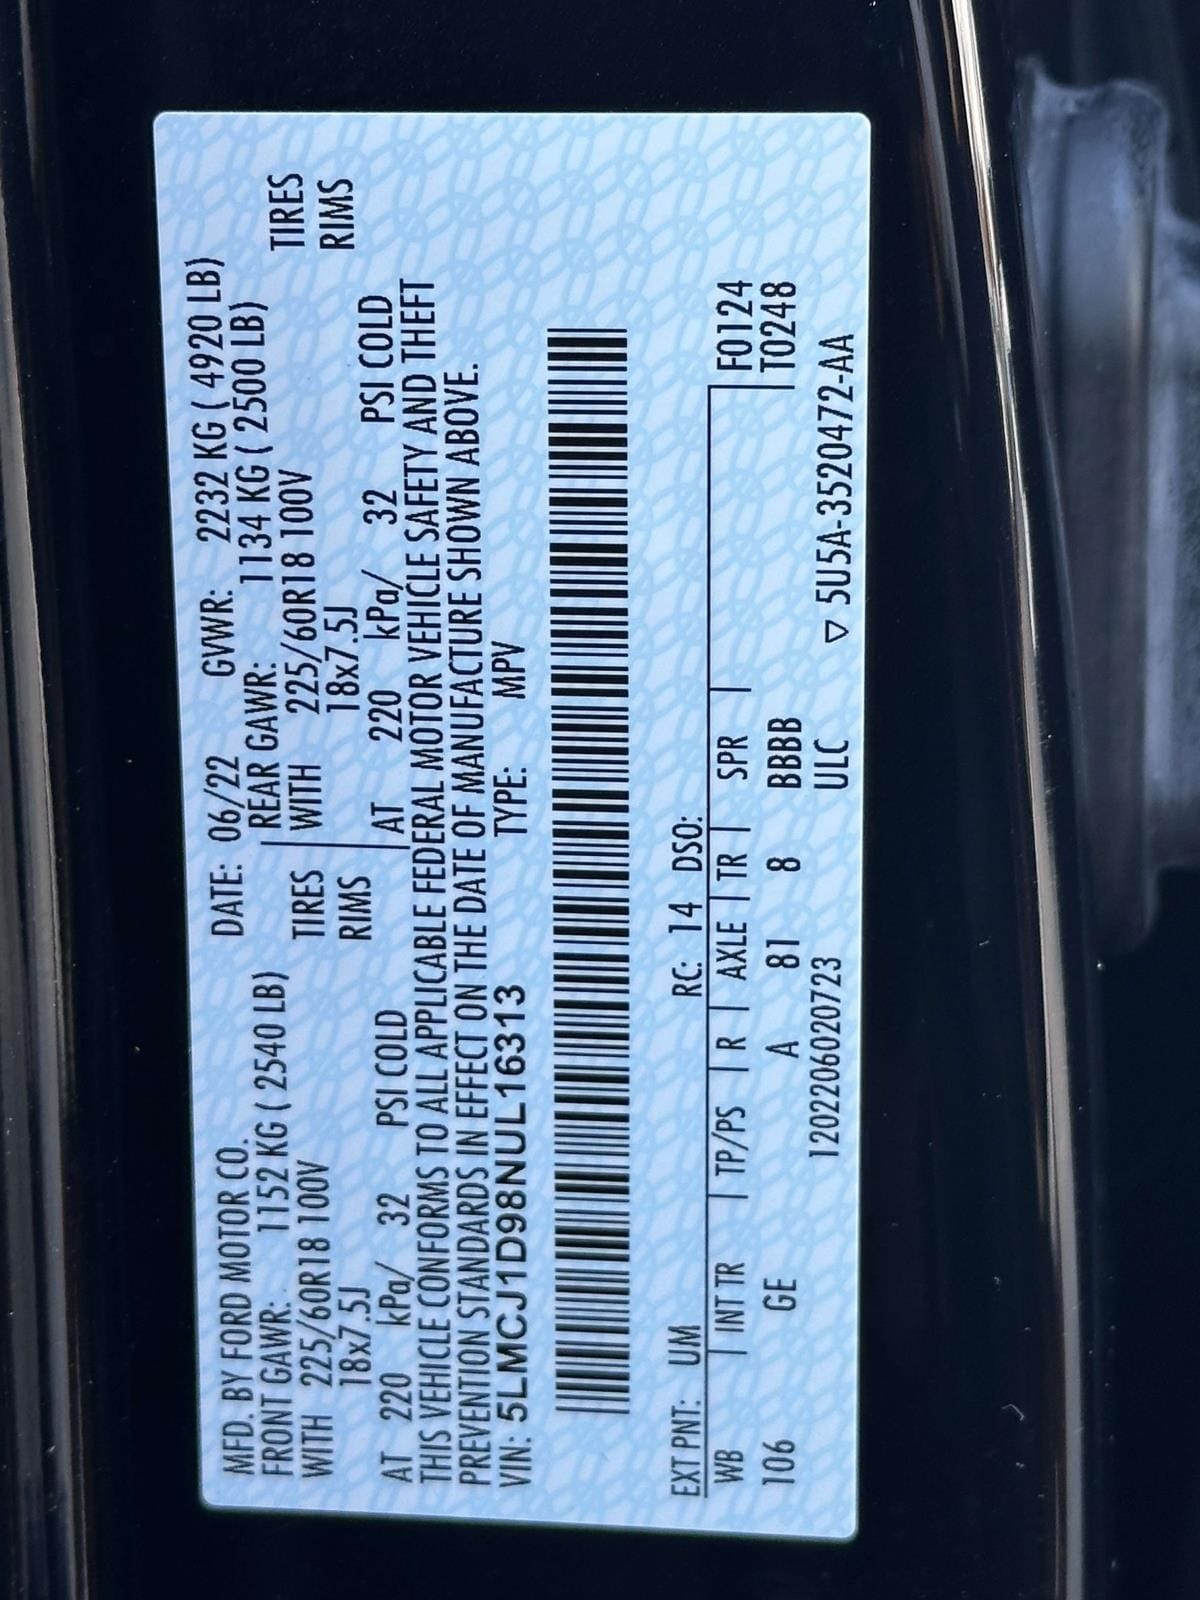 MFD. BY FORD MOTOR CO. DATE: 06/22 GVWR: 2232 KG ( 4920 LB)
FRONT GAWR: 1152 KG ( 2540 LB) REAR GAWR: 1134 KG ( 2500 LB)
WITH 225/60R18 100V TIRES WITH 225/60R18 100V TIRES
18x7.5J RIMS 18x7.5J RIMS
AT 220 kPa/ 32 PSI COLD AT 220 kPa/ 32 PSI COLD
THIS VEHICLE CONFORMS TO ALL APPLICABLE FEDERAL MOTOR VEHICLE SAFETY AND THEFT
PREVENTION STANDARDS IN EFFECT ON THE DATE OF MANUFACTURE SHOWN ABOVE.
VIN: 5LMCJ1D98NUL16313 TYPE: MPV
EXT PNT: UM RC: 14 DSO:
WB INT TR TP/PS R AXLE TR SPR F0124
106 GE A 81 8 BBBB T0248
1202206020723 ULC ▽ 5U5A-3520472-AA